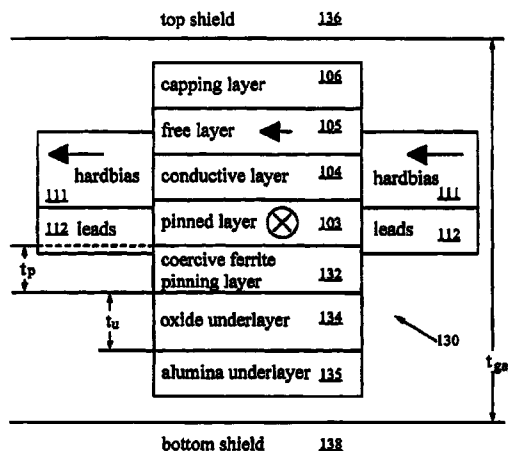 top shield 136
capping layer 106
free layer 105
conductive layer 104
hardbias 111
hardbias 111
pinned layer 103
112 leads
leads 112
tp
coercive ferrite
pinning layer 132
tu
oxide underlayer 134
130
alumina underlayer 135
bottom shield 138